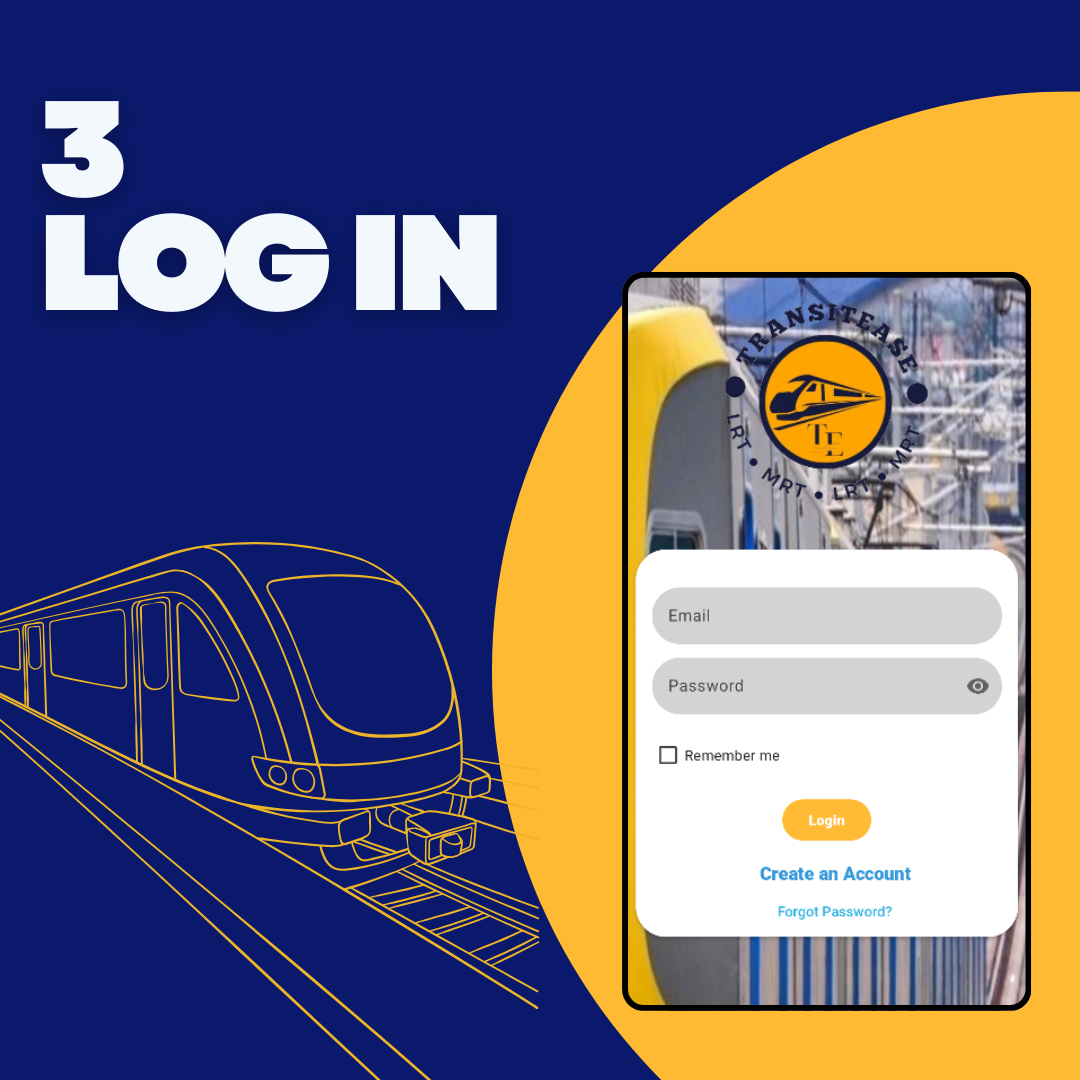 3
LOG IN
TRANSITEASE
TE
LRT • MRT • LRT • MRT
Email
Password
Remember me
Login
Create an Account
Forgot Password?